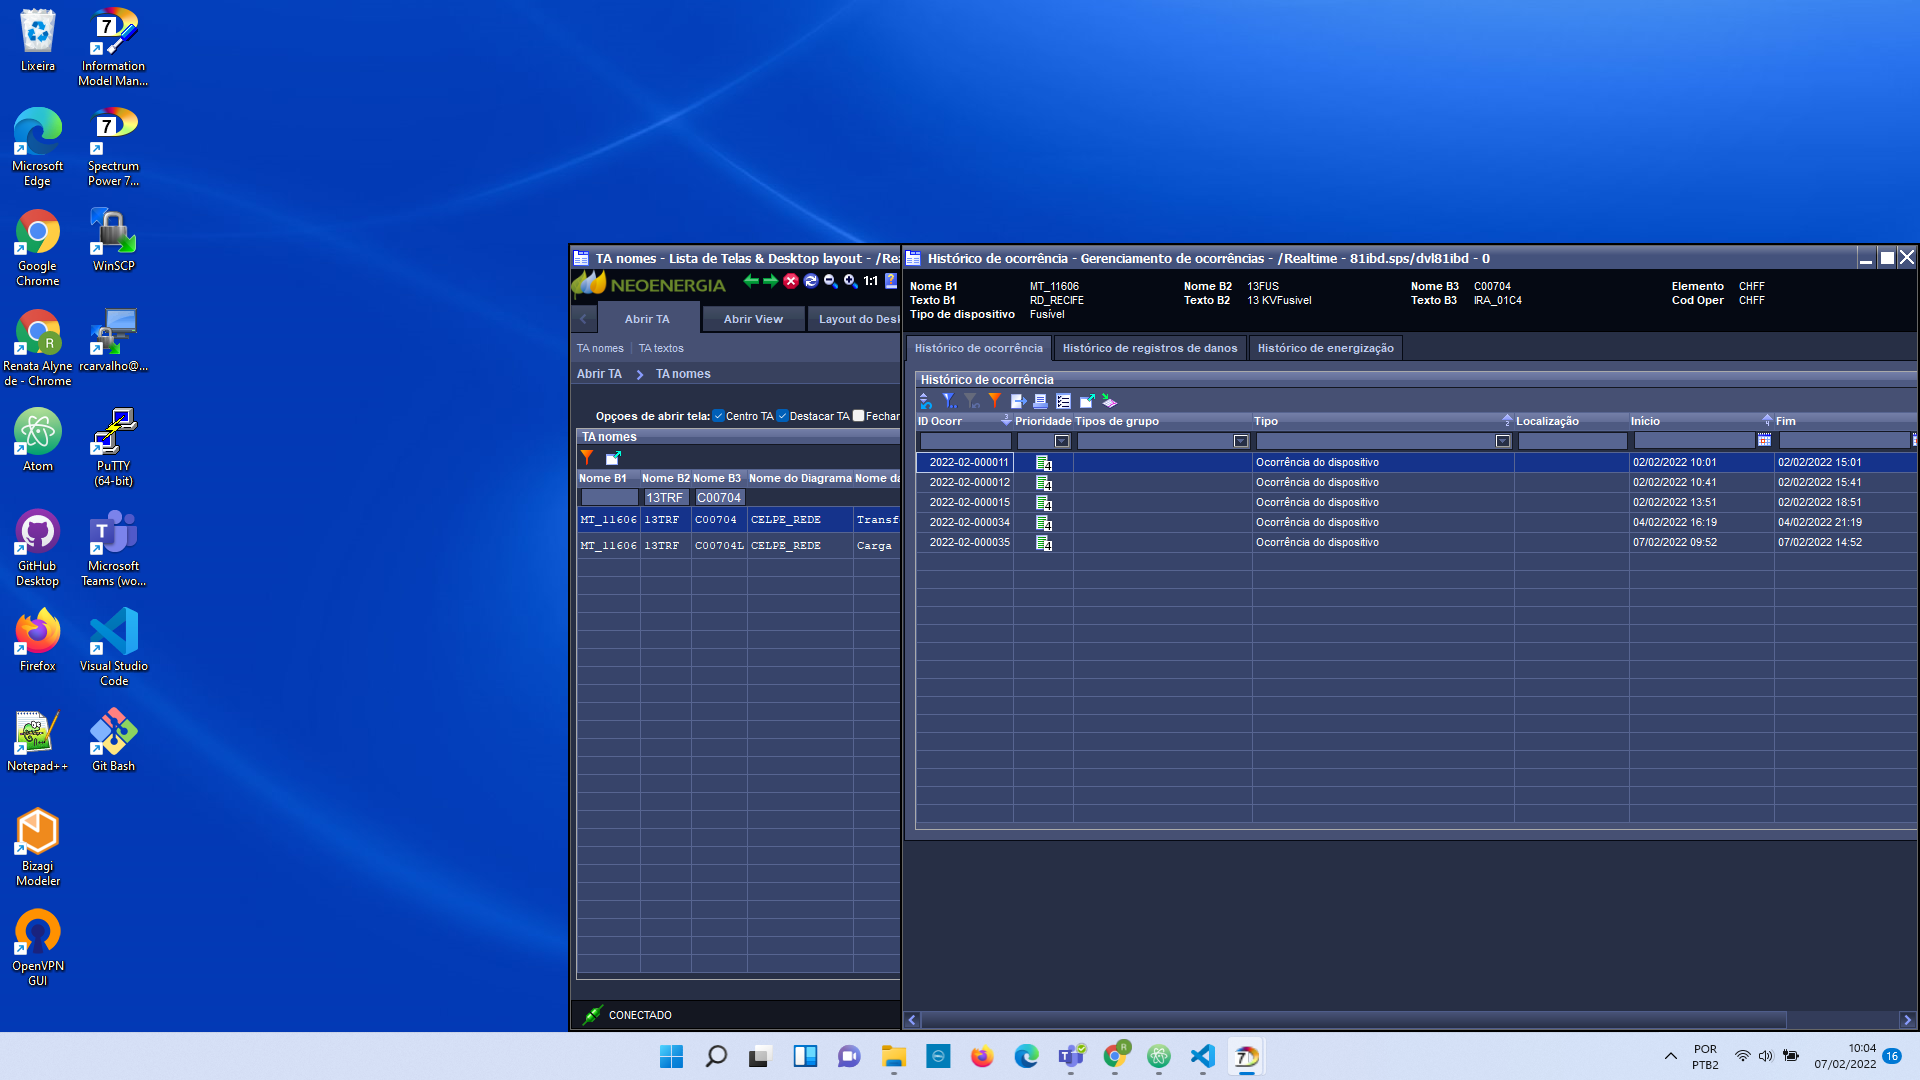 Lixeira
Information Model Man...
Microsoft Edge
Spectrum Power 7...
Google Chrome
WinSCP
Renata Alyne de - Chrome
rcarvalho@...
Atom
PuTTY (64-bit)
GitHub Desktop
Microsoft Teams (wo...
Firefox
Visual Studio Code
Notepad++
Git Bash
Bizagi Modeler
OpenVPN GUI
TA nomes - Lista de Telas & Desktop layout - /Rea
NEOENERGIA
1:1
Abrir TA Abrir View Layout do Desk
TA nomes TA textos
Abrir TA TA nomes
Opçoes de abrir tela: Centro TA Destacar TA Fechar
TA nomes
Nome B1 Nome B2 Nome B3 Nome do Diagrama Nome da
13TRF C00704
MT_11606 13TRF C00704 CELPE_REDE Transf
MT_11606 13TRF C00704L CELPE_REDE Carga
CONECTADO
Histórico de ocorrência - Gerenciamento de ocorrências - /Realtime - 81ibd.sps/dvl81ibd - 0
Nome B1 MT_11606 Nome B2 13FUS Nome B3 C00704 Elemento CHFF
Texto B1 RD_RECIFE Texto B2 13 KVFusivel Texto B3 IRA_01C4 Cod Oper CHFF
Tipo de dispositivo Fusível
Histórico de ocorrência Histórico de registros de danos Histórico de energização
Histórico de ocorrência
ID Ocorr Prioridade Tipos de grupo Tipo Localização Início Fim
2022-02-000011 4 Ocorrência do dispositivo 02/02/2022 10:01 02/02/2022 15:01
2022-02-000012 4 Ocorrência do dispositivo 02/02/2022 10:41 02/02/2022 15:41
2022-02-000015 4 Ocorrência do dispositivo 02/02/2022 13:51 02/02/2022 18:51
2022-02-000034 4 Ocorrência do dispositivo 04/02/2022 16:19 04/02/2022 21:19
2022-02-000035 4 Ocorrência do dispositivo 07/02/2022 09:52 07/02/2022 14:52
POR
PTB2
10:04
07/02/2022
16